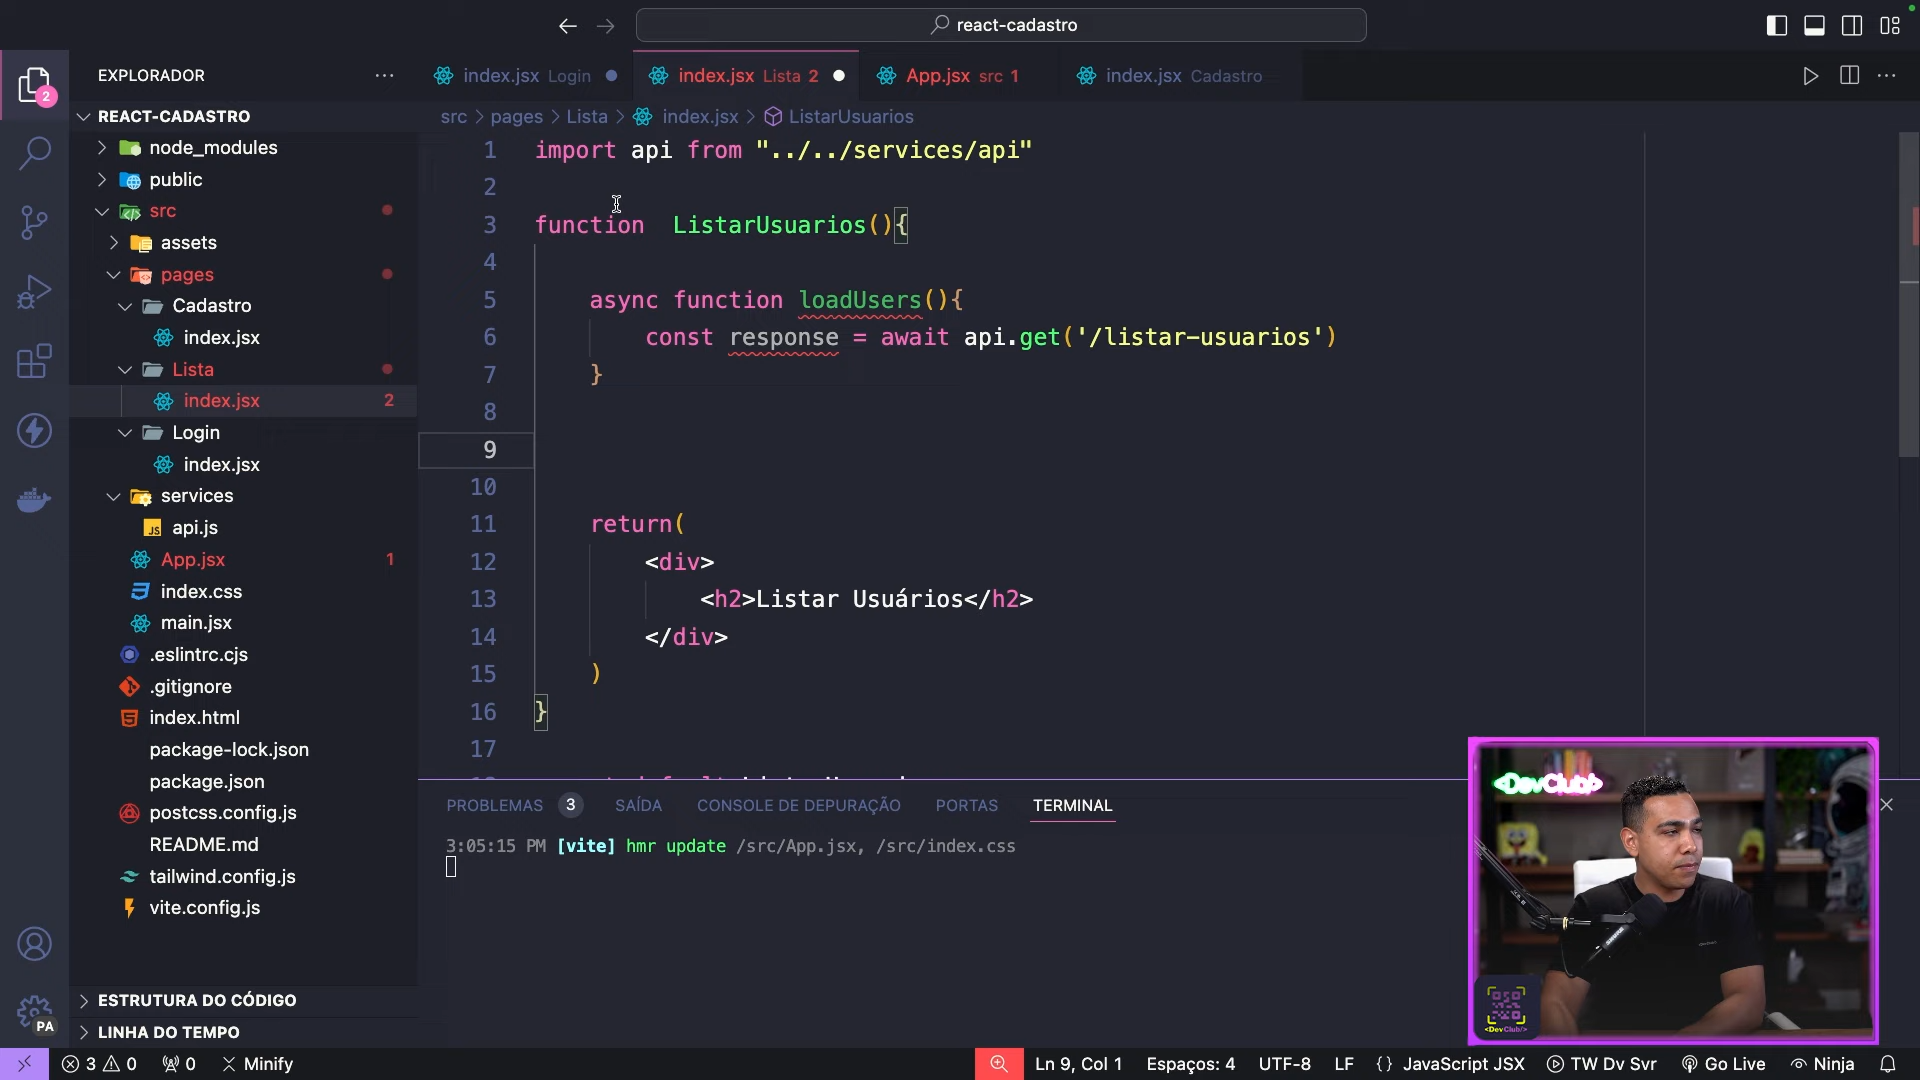 react-cadastro
EXPLORADOR
index.jsx Login
index.jsx Lista 2
App.jsx src 1
index.jsx Cadastro
2
REACT-CADASTRO
src > pages > Lista > index.jsx > ListarUsuarios
node_modules
public
src
assets
pages
Cadastro
index.jsx
Lista
index.jsx 2
Login
index.jsx
services
api.js
App.jsx 1
index.css
main.jsx
.eslintrc.cjs
.gitignore
index.html
package-lock.json
package.json
postcss.config.js
README.md
tailwind.config.js
vite.config.js
ESTRUTURA DO CÓDIGO
LINHA DO TEMPO
1 import api from "../../services/api"
2
3 function  ListarUsuarios(){
4
5 async function loadUsers(){
6 const response = await api.get('/listar-usuarios')
7 }
8
9
10
11 return(
12 <div>
13 <h2>Listar Usuários</h2>
14 </div>
15 )
16 }
17
PROBLEMAS 3 SAÍDA CONSOLE DE DEPURAÇÃO PORTAS TERMINAL
3:05:15 PM [vite] hmr update /src/App.jsx, /src/index.css
<DevClub/>
<DevClub/>
PA
3 0 0 Minify
Ln 9, Col 1 Espaços: 4 UTF-8 LF {} JavaScript JSX TW Dv Svr Go Live Ninja